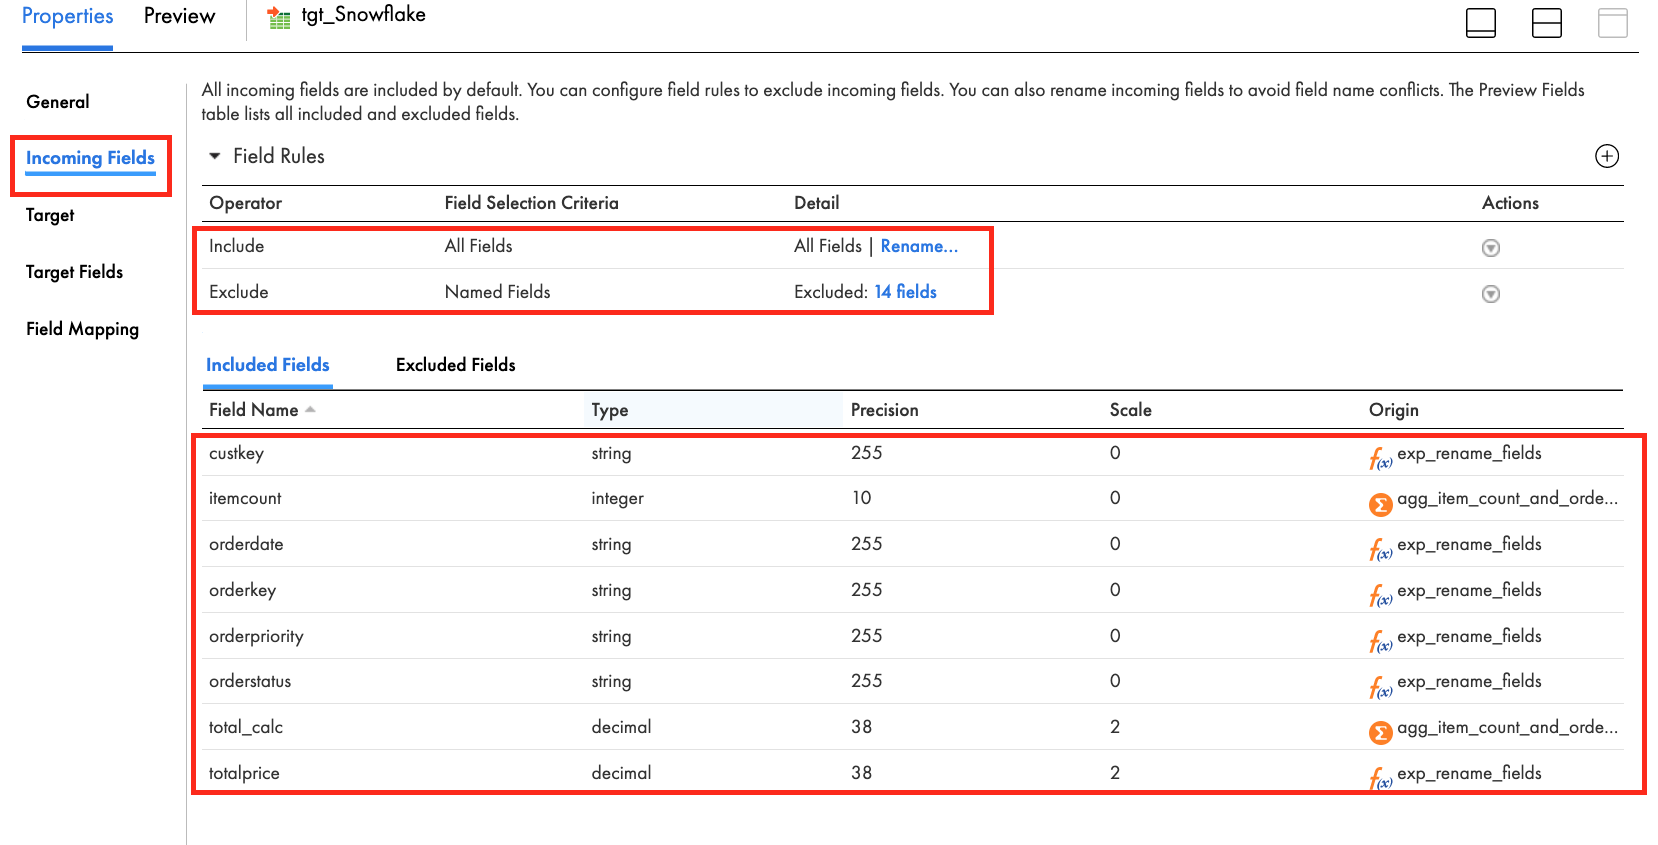 Properties Preview tgt_Snowflake
General
Incoming Fields
Target
Target Fields
Field Mapping
All incoming fields are included by default. You can configure field rules to exclude incoming fields. You can also rename incoming fields to avoid field name conflicts. The Preview Fields
table lists all included and excluded fields.
Field Rules
Operator Field Selection Criteria Detail Actions
Include All Fields All Fields | Rename...
Exclude Named Fields Excluded: 14 fields
Included Fields Excluded Fields
Field Name Type Precision Scale Origin
custkey string 255 0 f(x) exp_rename_fields
itemcount integer 10 0 Σ agg_item_count_and_orde...
orderdate string 255 0 f(x) exp_rename_fields
orderkey string 255 0 f(x) exp_rename_fields
orderpriority string 255 0 f(x) exp_rename_fields
orderstatus string 255 0 f(x) exp_rename_fields
total_calc decimal 38 2 Σ agg_item_count_and_orde...
totalprice decimal 38 2 f(x) exp_rename_fields